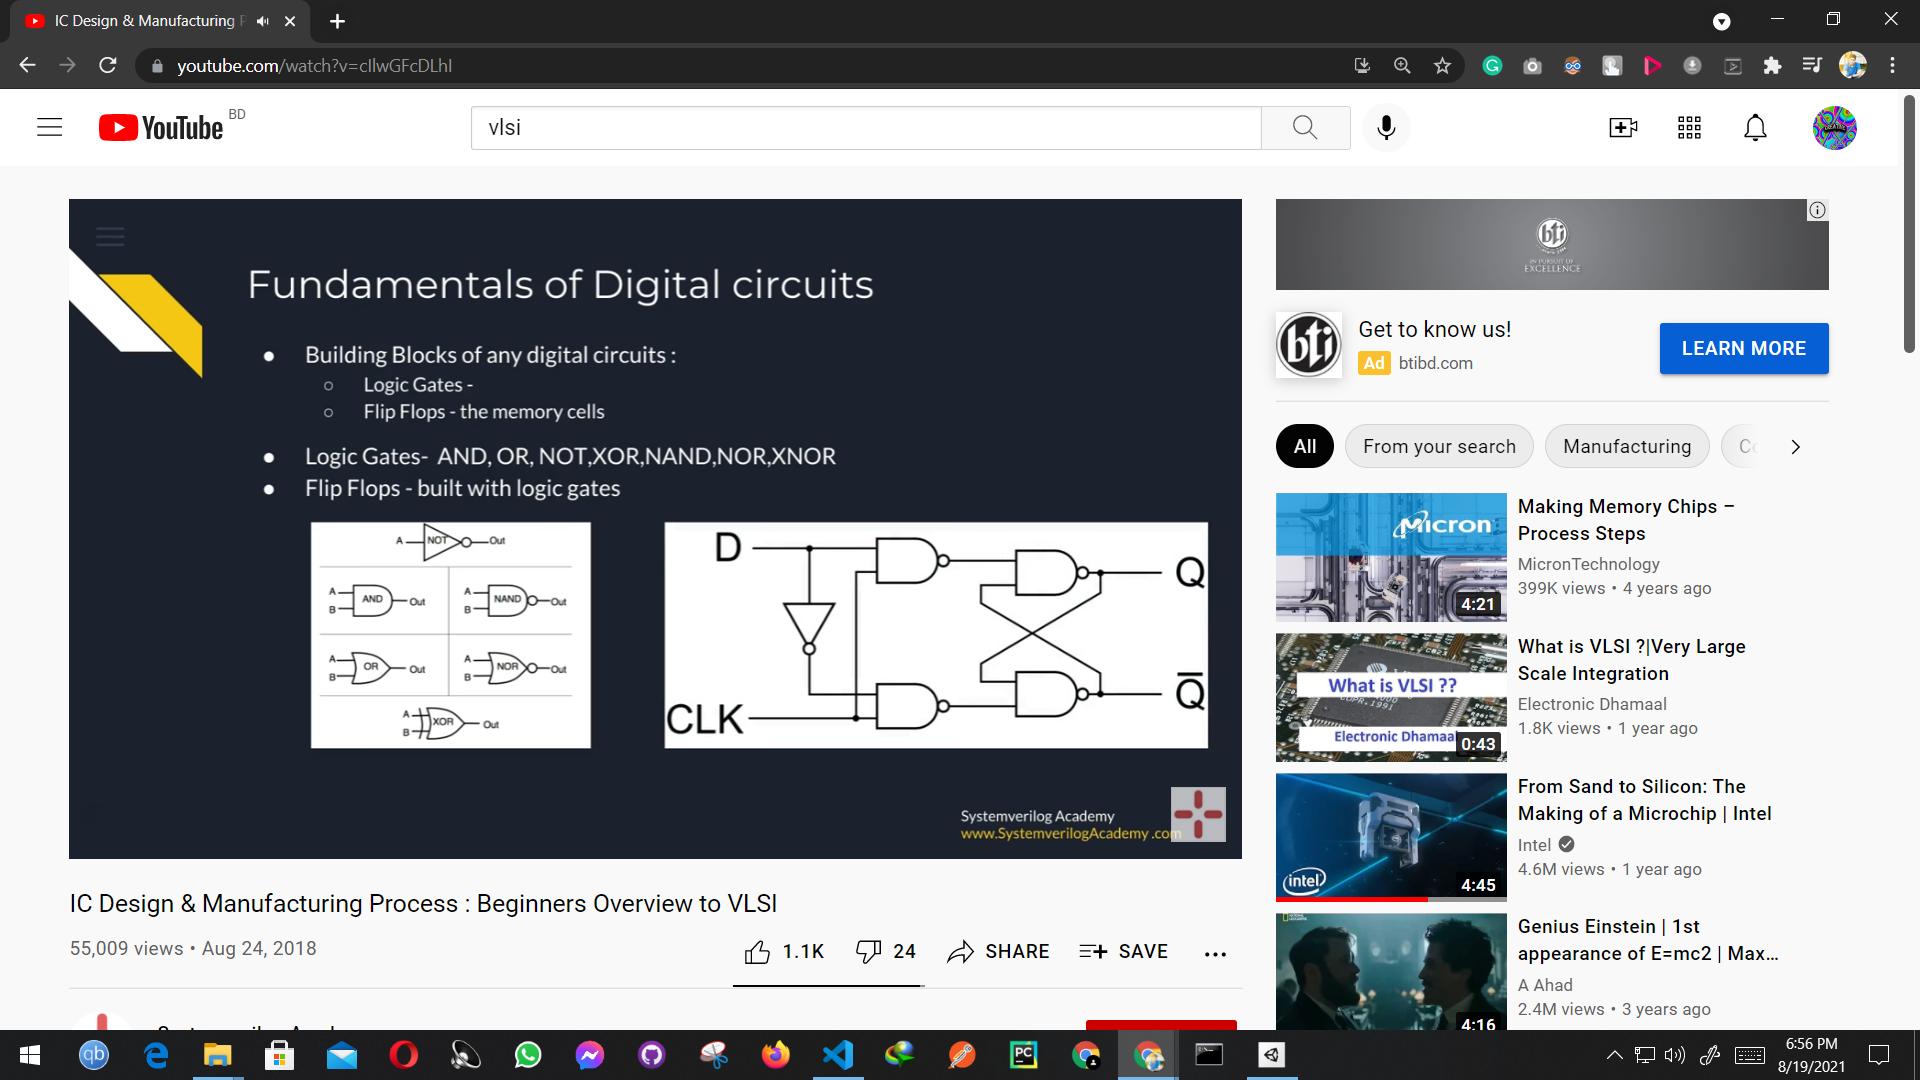 IC Design & Manufacturing P
youtube.com/watch?v=cIlwGFcDLhI
YouTube BD
vlsi
Fundamentals of Digital circuits
Building Blocks of any digital circuits :
Logic Gates -
Flip Flops - the memory cells
Logic Gates- AND, OR, NOT,XOR,NAND,NOR,XNOR
Flip Flops - built with logic gates
A NOT Out
A B AND Out
A B NAND Out
A B OR Out
A B NOR Out
A B XOR Out
D
Q
CLK
Q̅
Systemverilog Academy
www.SystemverilogAcademy .com
IC Design & Manufacturing Process : Beginners Overview to VLSI
55,009 views • Aug 24, 2018
1.1K 24 SHARE SAVE
bti
IN PURSUIT OF
EXCELLENCE
bti
Get to know us!
Ad btibd.com
LEARN MORE
All From your search Manufacturing
Micron
4:21
Making Memory Chips –
Process Steps
MicronTechnology
399K views • 4 years ago
What is VLSI ??
Electronic Dhamaal
0:43
What is VLSI ?|Very Large
Scale Integration
Electronic Dhamaal
1.8K views • 1 year ago
intel
4:45
From Sand to Silicon: The
Making of a Microchip | Intel
Intel
4.6M views • 1 year ago
4:16
Genius Einstein | 1st
appearance of E=mc2 | Max...
A Ahad
2.4M views • 3 years ago
qb
PC
6:56 PM
8/19/2021